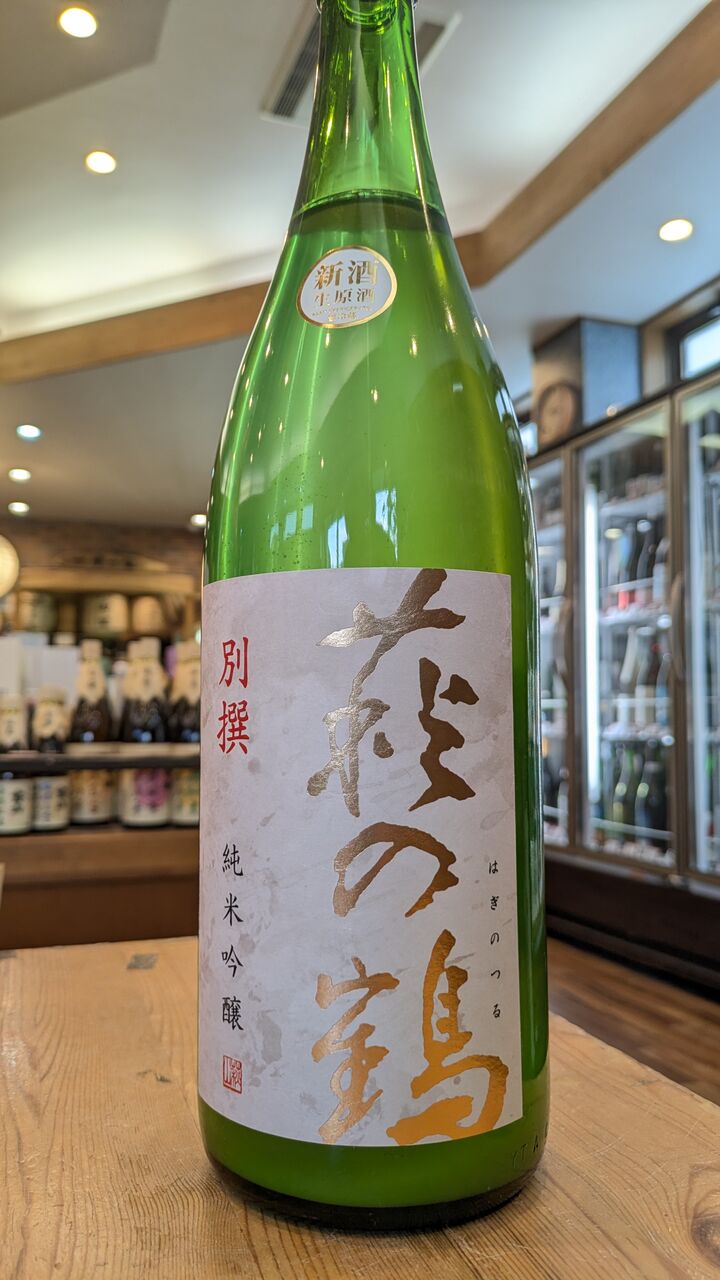 新酒
生原酒
萩の鶴
はぎのつる
別撰
純米吟醸